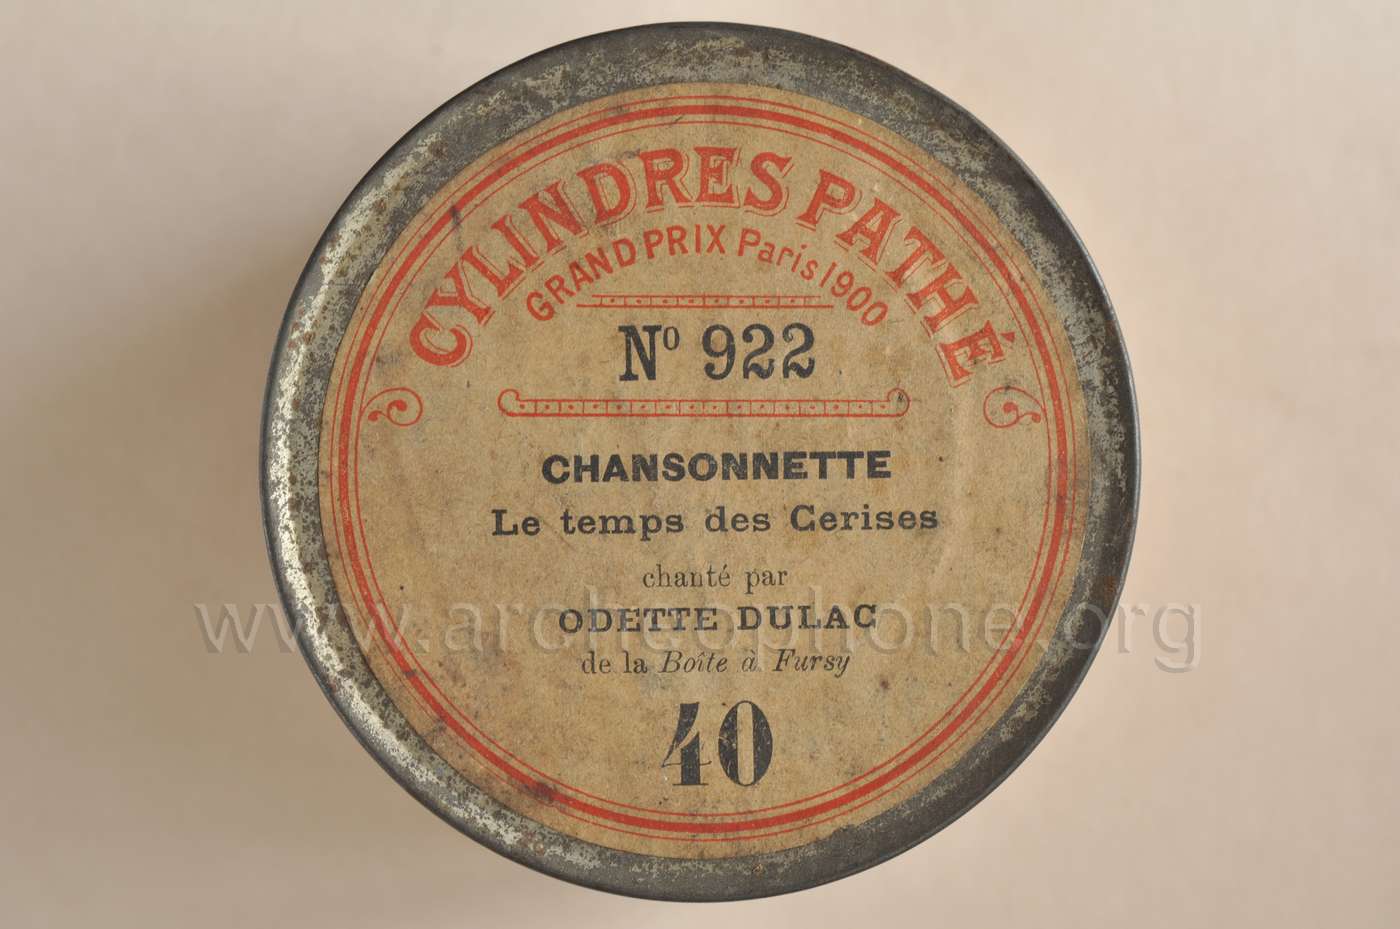 CYLINDRES PATHÉ
GRAND PRIX Paris 1900
Nº 922
CHANSONNETTE
Le temps des Cerises
chanté par
ODETTE DULAC
www.archeophone.org
de la Boîte à Fursy
40